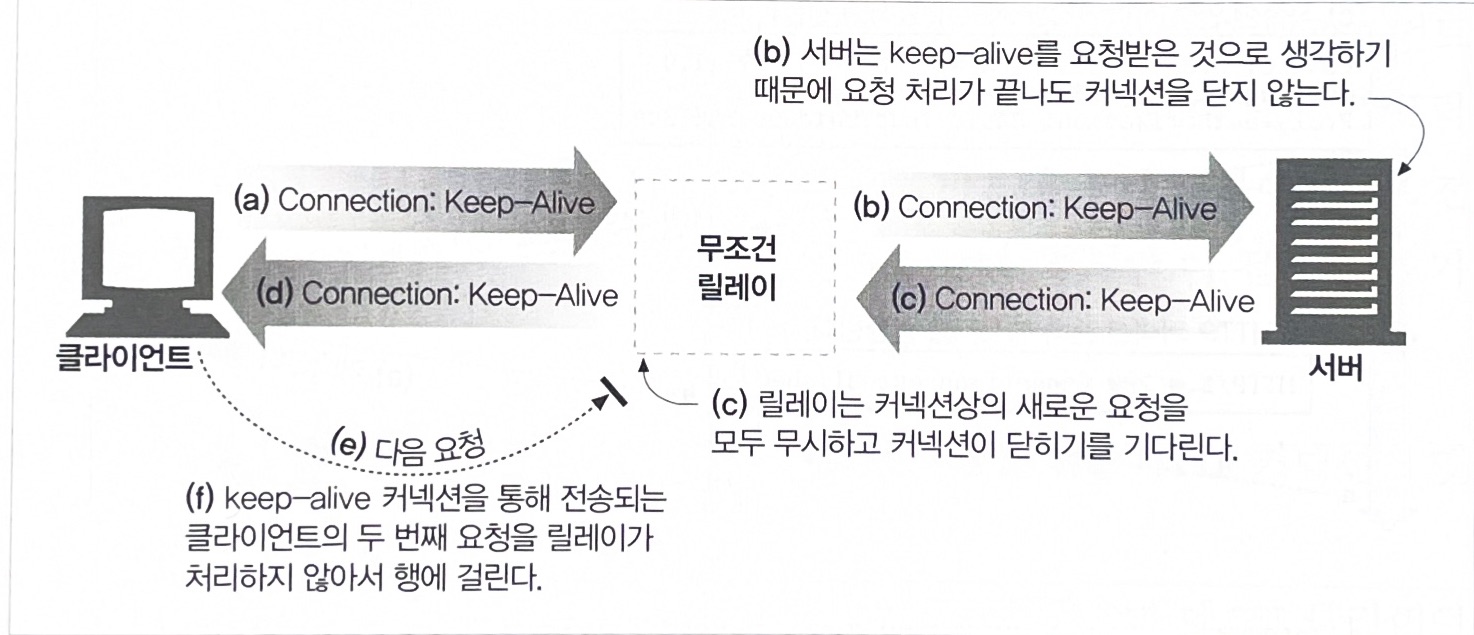 (b) 서버는 keep-alive를 요청받은 것으로 생각하기
때문에 요청 처리가 끝나도 커넥션을 닫지 않는다.
(a) Connection: Keep-Alive
(b) Connection: Keep-Alive
무조건
릴레이
(d) Connection: Keep-Alive
(c) Connection: Keep-Alive
클라이언트
서버
(c) 릴레이는 커넥션상의 새로운 요청을
모두 무시하고 커넥션이 닫히기를 기다린다.
(e) 다음 요청
(f) keep-alive 커넥션을 통해 전송되는
클라이언트의 두 번째 요청을 릴레이가
처리하지 않아서 행에 걸린다.